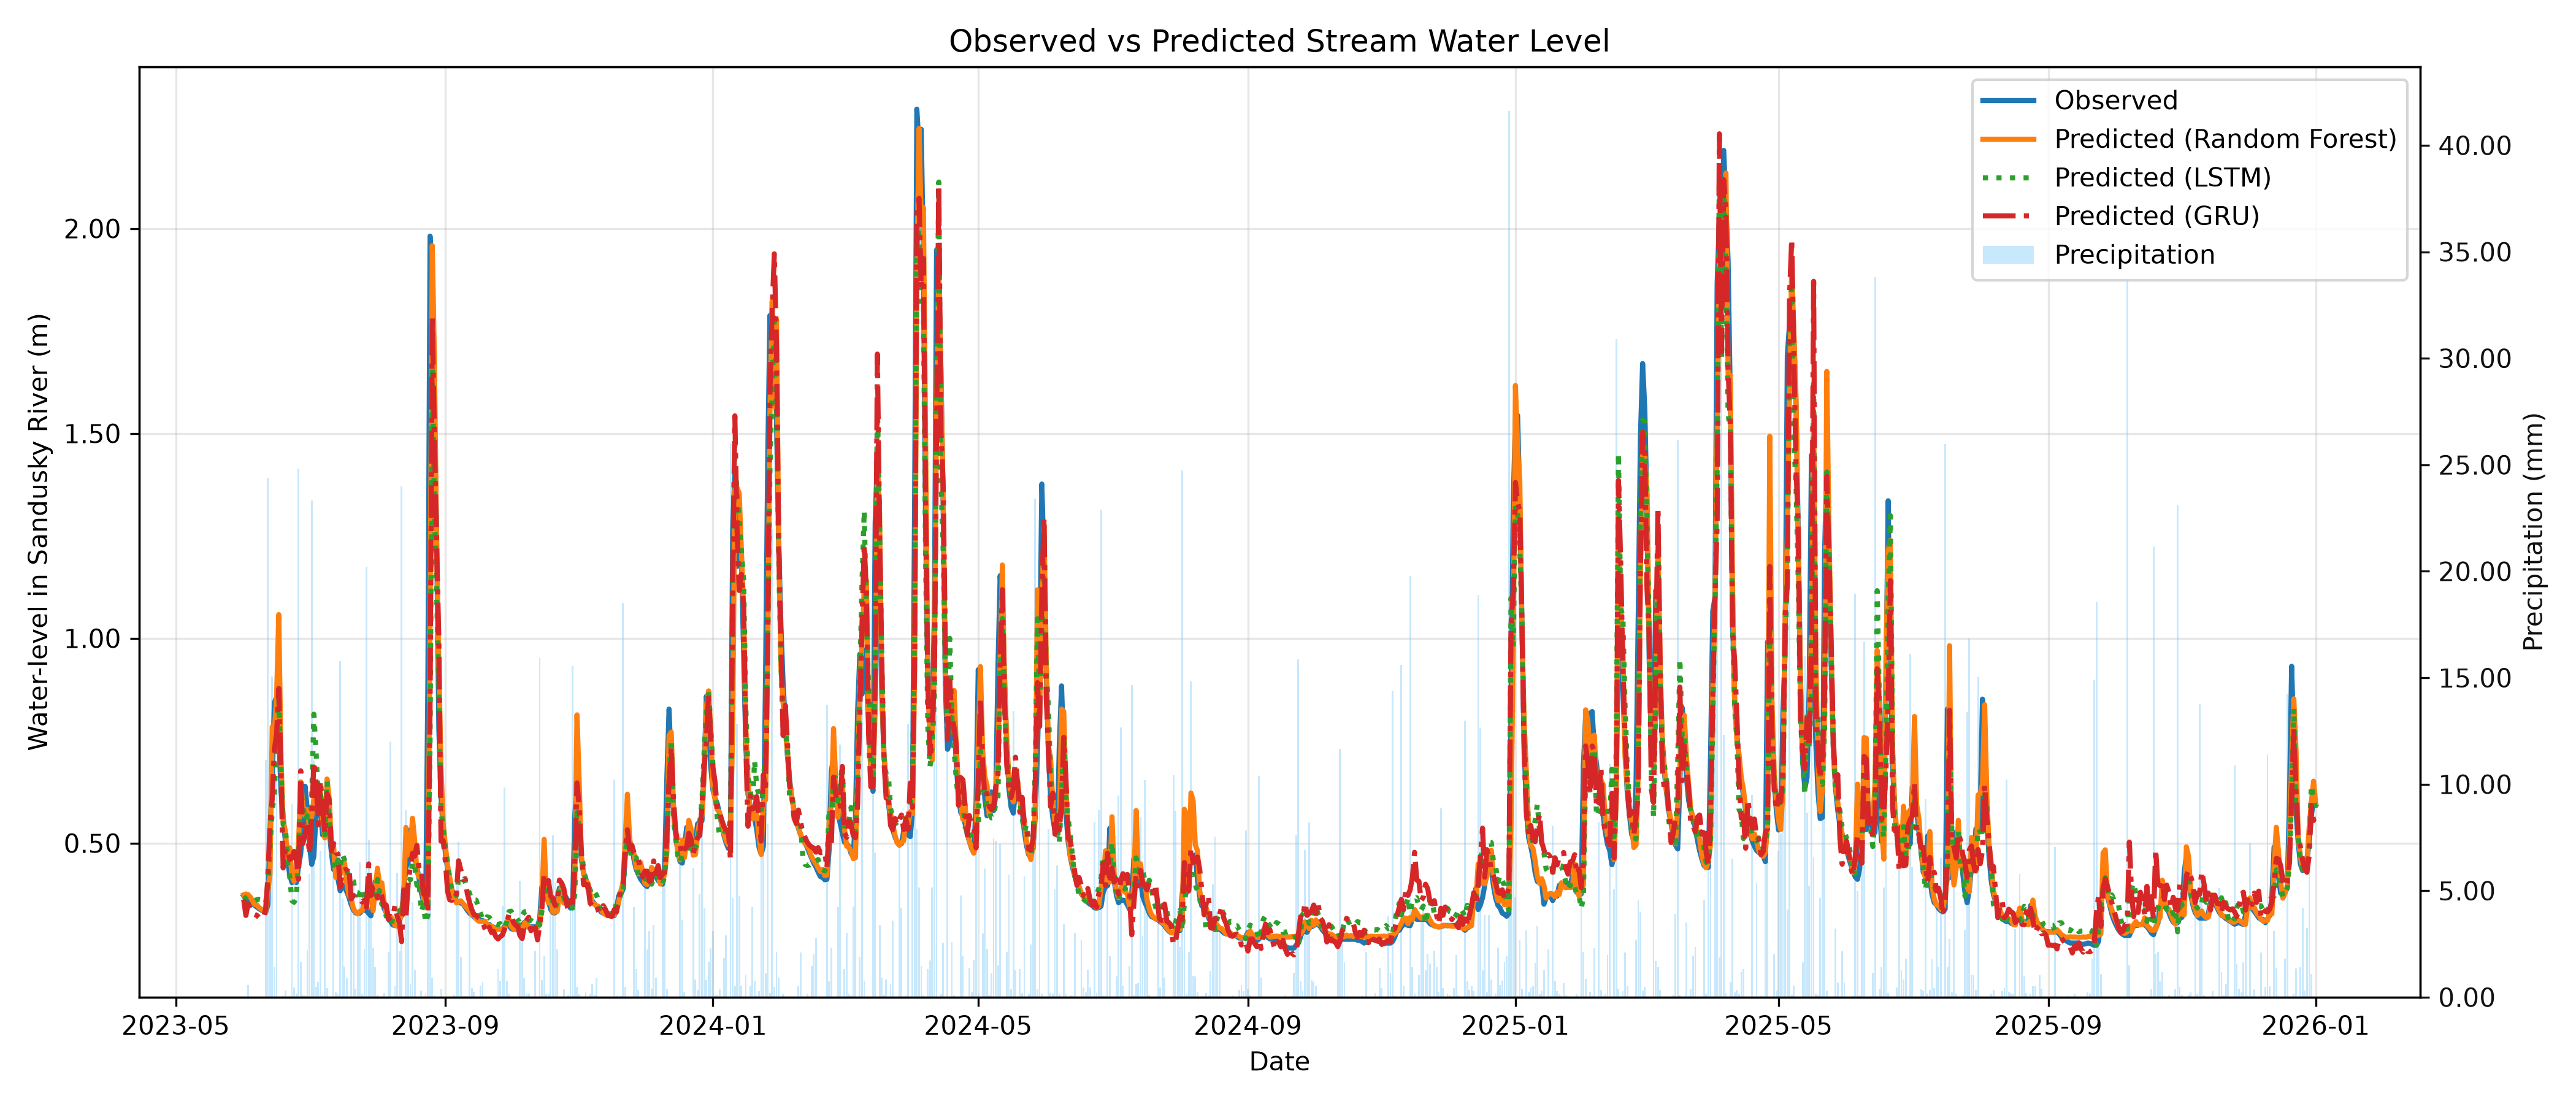 Observed vs Predicted Stream Water Level
Observed
Predicted (Random Forest)
Predicted (LSTM)
Predicted (GRU)
Precipitation
Water-level in Sandusky River (m)
2.00
1.50
1.00
0.50
40.00
35.00
30.00
25.00
20.00
15.00
10.00
5.00
0.00
Precipitation (mm)
2023-05
2023-09
2024-01
2024-05
2024-09
2025-01
2025-05
2025-09
2026-01
Date